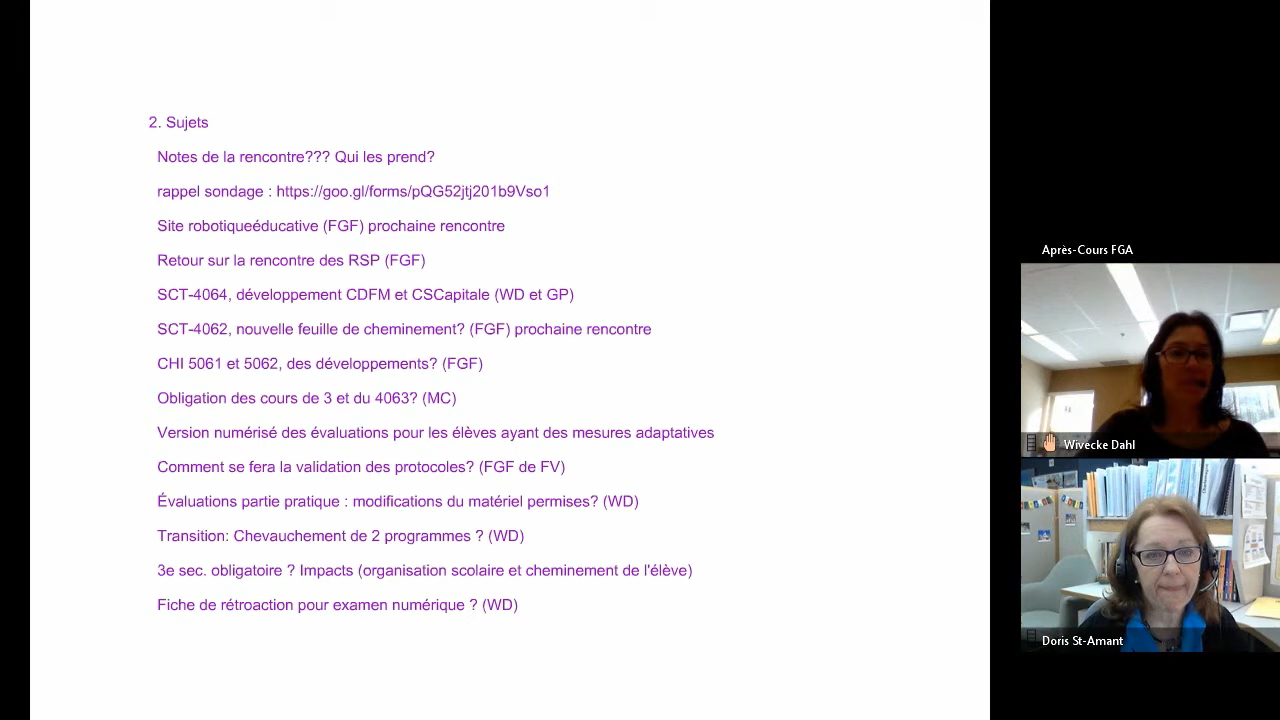 2. Sujets
Notes de la rencontre??? Qui les prend?
rappel sondage : https://goo.gl/forms/pQG52jtj201b9Vso1
Site robotiqueéducative (FGF) prochaine rencontre
Retour sur la rencontre des RSP (FGF)
SCT-4064, développement CDFM et CSCapitale (WD et GP)
SCT-4062, nouvelle feuille de cheminement? (FGF) prochaine rencontre
CHI 5061 et 5062, des développements? (FGF)
Obligation des cours de 3 et du 4063? (MC)
Version numérisé des évaluations pour les élèves ayant des mesures adaptatives
Comment se fera la validation des protocoles? (FGF de FV)
Évaluations partie pratique : modifications du matériel permises? (WD)
Transition: Chevauchement de 2 programmes ? (WD)
3e sec. obligatoire ? Impacts (organisation scolaire et cheminement de l'élève)
Fiche de rétroaction pour examen numérique ? (WD)
Après-Cours FGA
Wivecke Dahl
Doris St-Amant